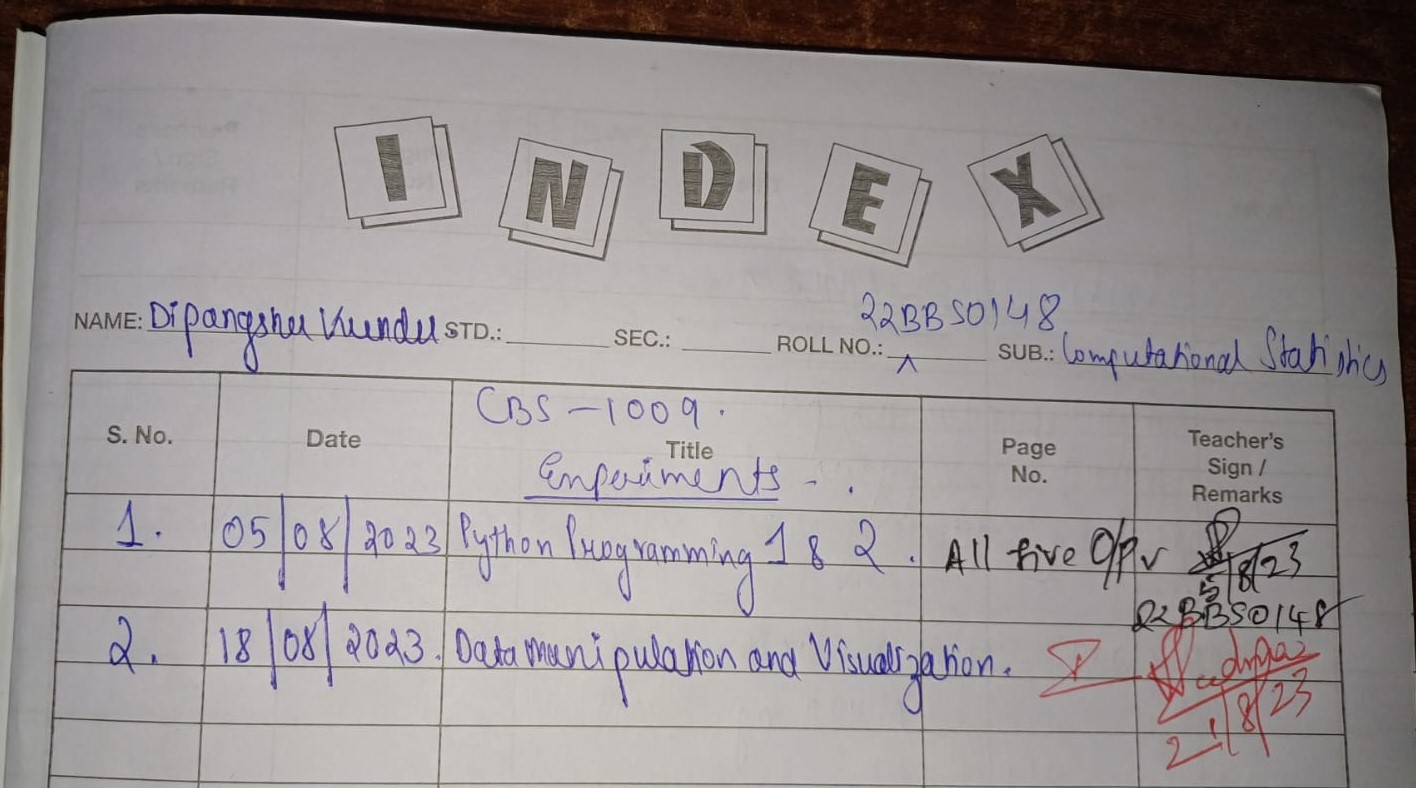 INDEX
22BBS0148
NAME: Dipangshu Kundu STD.: SEC.: ROLL NO.: SUB.: Computational Statistics
CBS-1009.
S. No. Date Title Page No. Teacher's Sign / Remarks
Experiments - .
1. 05/08/2023 Python Programming 1 & 2. All five O/P
5/8/23
22BBS0148
2. 18/08/2023. Data manipulation and Visualization.
21/8/23